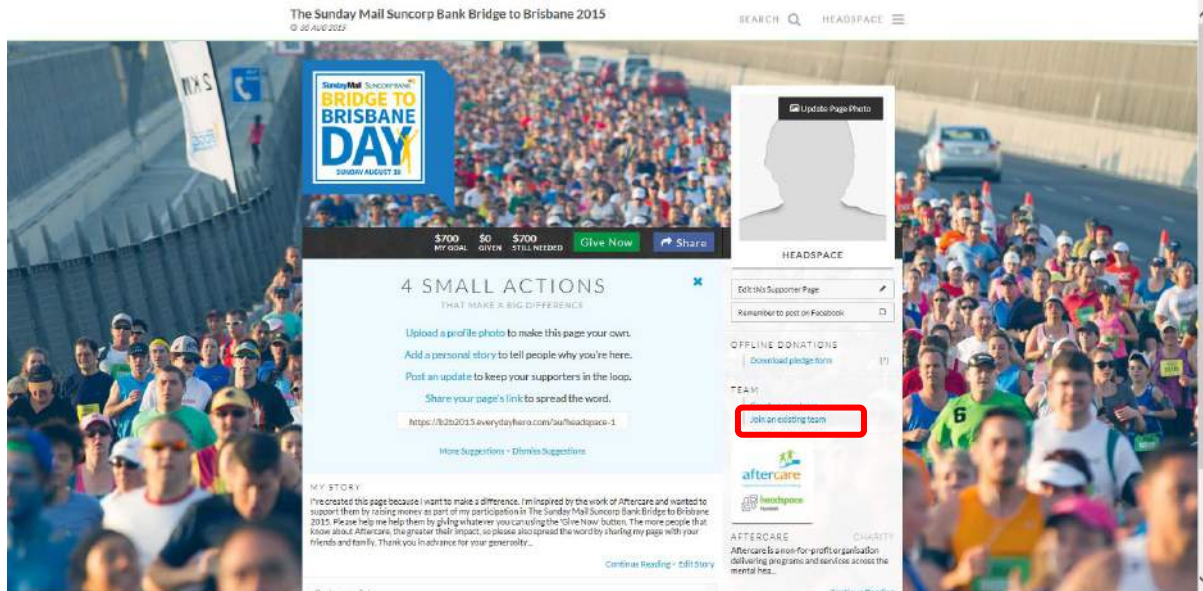 The Sunday Mail Suncorp Bank Bridge to Brisbane 2015
30 AUG 2015
SEARCH
HEADSPACE
2 KM
SundayMail SUNCORP BANK
BRIDGE TO
BRISBANE
DAY
SUNDAY AUGUST 30
Update Page Photo
$700 $0 $700
MY GOAL GIVEN STILL NEEDED
Give Now
Share
HEADSPACE
4 SMALL ACTIONS
THAT MAKE A BIG DIFFERENCE
Upload a profile photo to make this page your own.
Add a personal story to tell people why you're here.
Post an update to keep your supporters in the loop.
Share your page's link to spread the word.
https://b2b2015.everydayhero.com/au/headspace-1
More Suggestions • Dismiss Suggestions
Edit this Supporter Page
Remember to post on Facebook
OFFLINE DONATIONS
Download pledge form (?)
TEAM
Join an existing team
aftercare
headspace
MY STORY
I've created this page because I want to make a difference. I'm inspired by the work of Aftercare and wanted to
support them by raising money as part of my participation in The Sunday Mail Suncorp Bank Bridge to Brisbane
2015. Please help me help them by giving whatever you can using the 'Give Now' button. The more people that
know about Aftercare, the greater their impact, so please also spread the word by sharing my page with your
friends and family. Thank you in advance for your generosity...
Continue Reading • Edit Story
AFTERCARE CHARITY
Aftercare is a non-for-profit organisation
delivering programs and services across the
mental hea...
Continue Reading